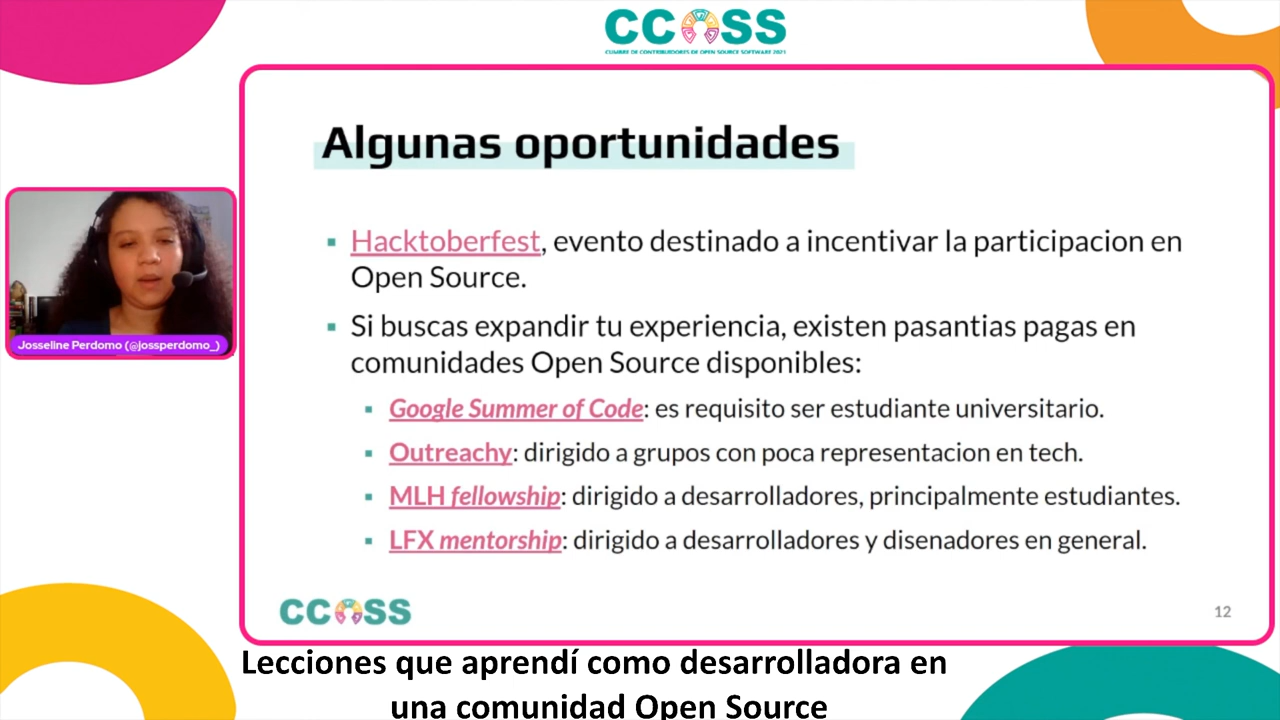 CCOSS
CUMBRE DE CONTRIBUIDORES DE OPEN SOURCE SOFTWARE 2021
Algunas oportunidades
Hacktoberfest, evento destinado a incentivar la participacion en
Open Source.
Si buscas expandir tu experiencia, existen pasantias pagas en
comunidades Open Source disponibles:
Google Summer of Code: es requisito ser estudiante universitario.
Outreachy: dirigido a grupos con poca representacion en tech.
MLH fellowship: dirigido a desarrolladores, principalmente estudiantes.
LFX mentorship: dirigido a desarrolladores y disenadores en general.
Josseline Perdomo (@jossperdomo_)
CCOSS
12
Lecciones que aprendí como desarrolladora en
una comunidad Open Source